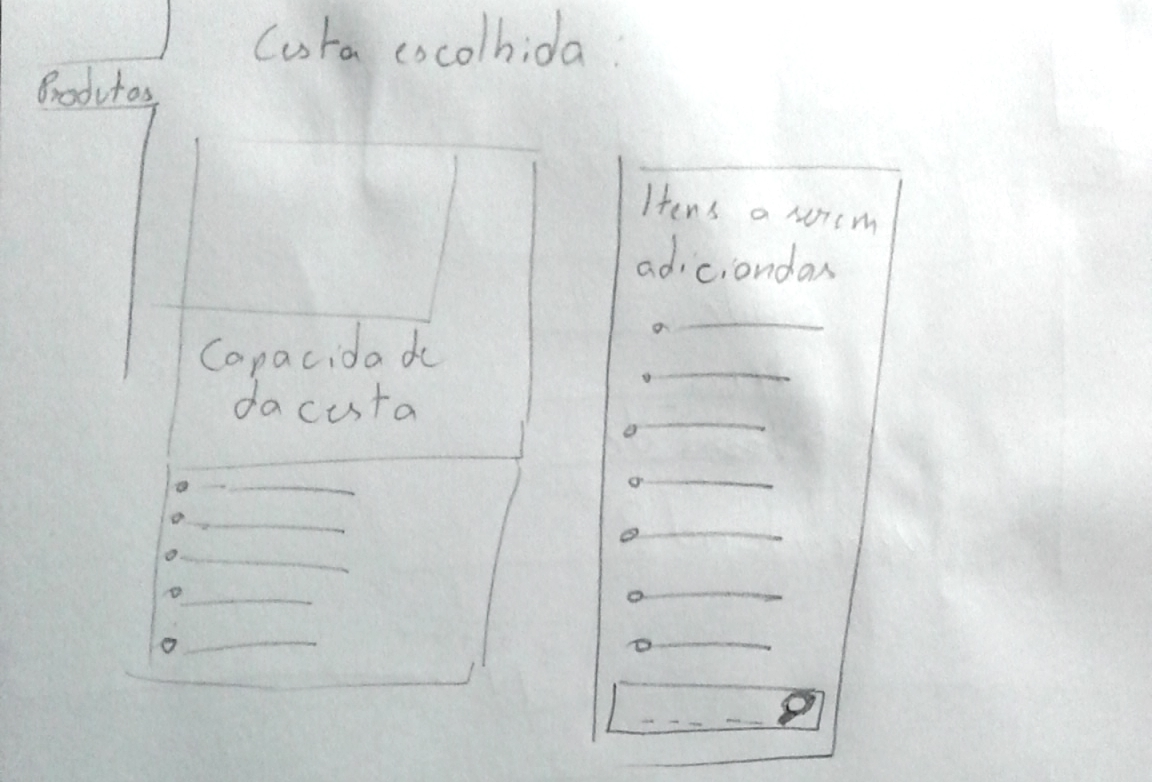 Cesta escolhida :
Produtos
Capacidade
da cesta
Itens a serem
adiciondas